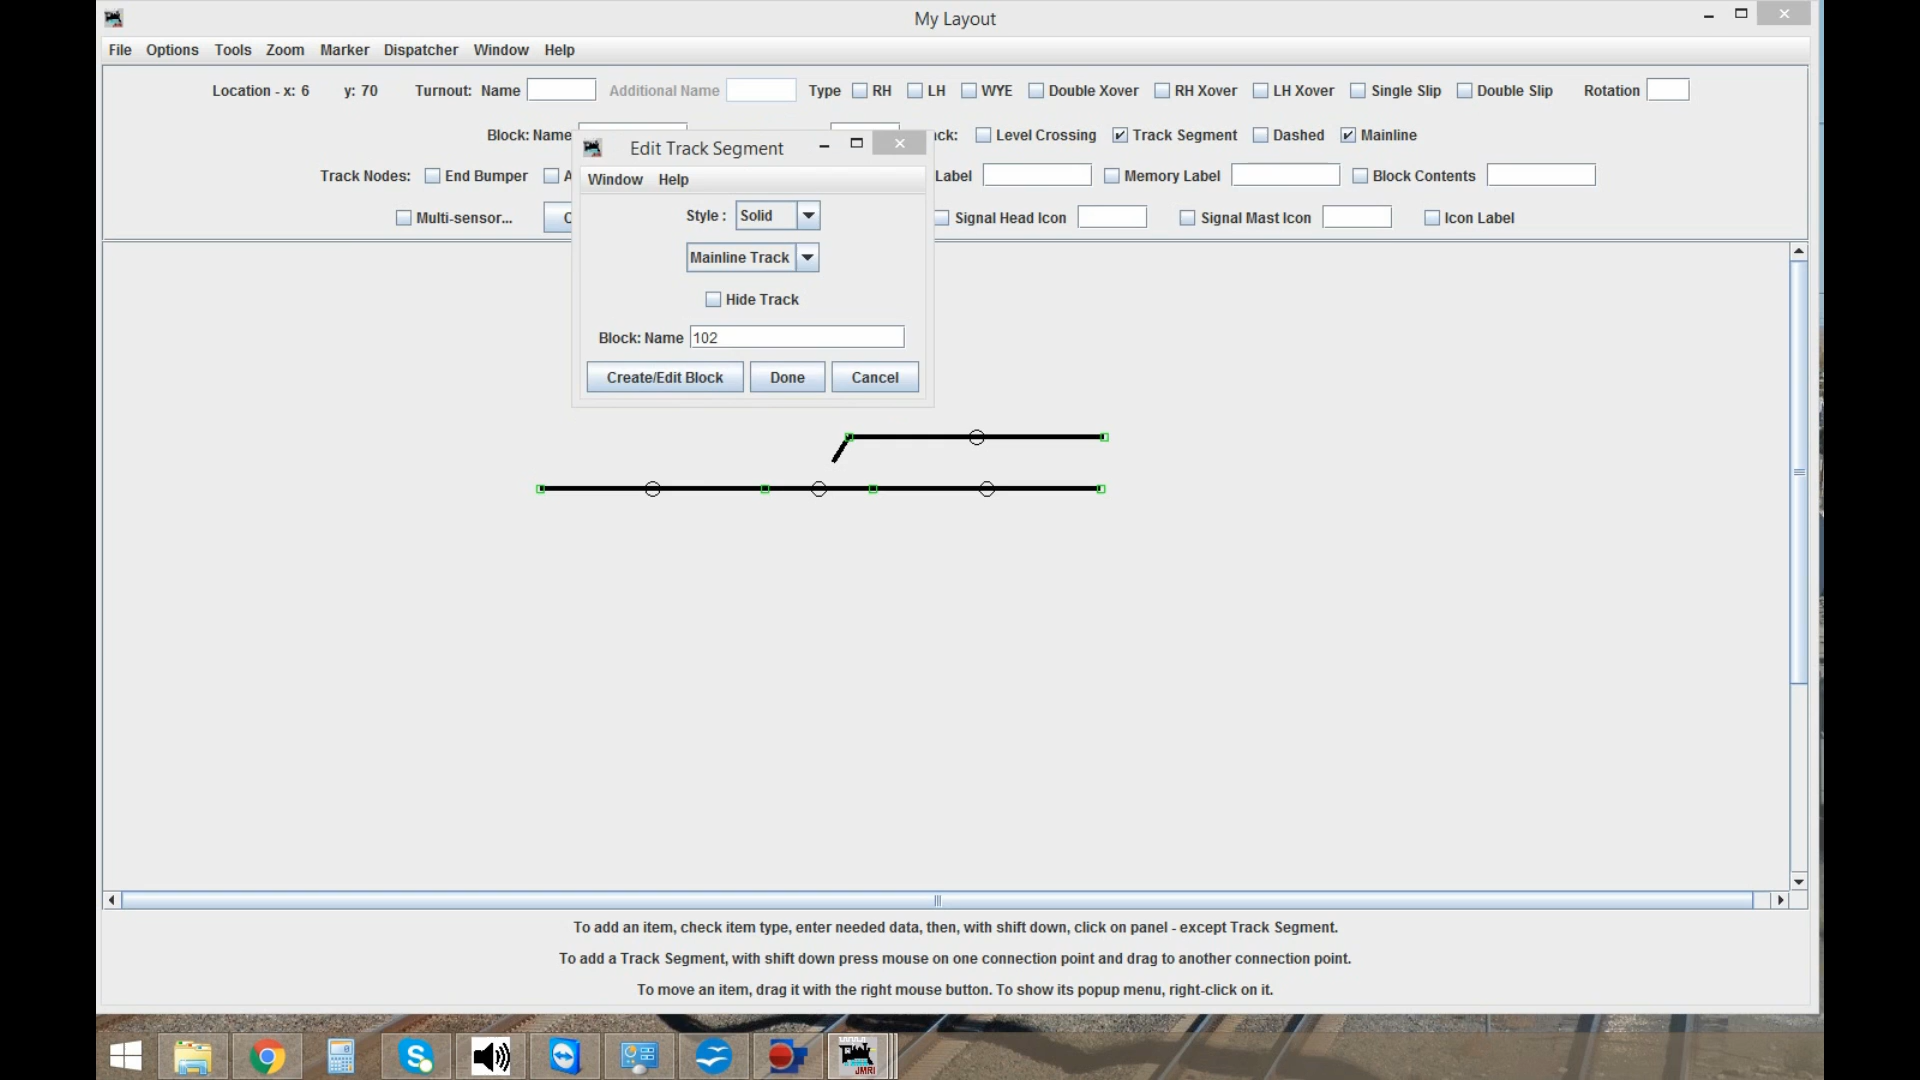 My Layout
File Options Tools Zoom Marker Dispatcher Window Help
Location - x: 6 y: 70 Turnout: Name Additional Name Type RH LH WYE Double Xover RH Xover LH Xover Single Slip Double Slip Rotation
Block: Name ck: Level Crossing Track Segment Dashed Mainline
Track Nodes: End Bumper A Label Memory Label Block Contents
Multi-sensor... C Signal Head Icon Signal Mast Icon Icon Label
Edit Track Segment
Window Help
Style : Solid
Mainline Track
Hide Track
Block: Name 102
Create/Edit Block Done Cancel
To add an item, check item type, enter needed data, then, with shift down, click on panel - except Track Segment.
To add a Track Segment, with shift down press mouse on one connection point and drag to another connection point.
To move an item, drag it with the right mouse button. To show its popup menu, right-click on it.
JMRI